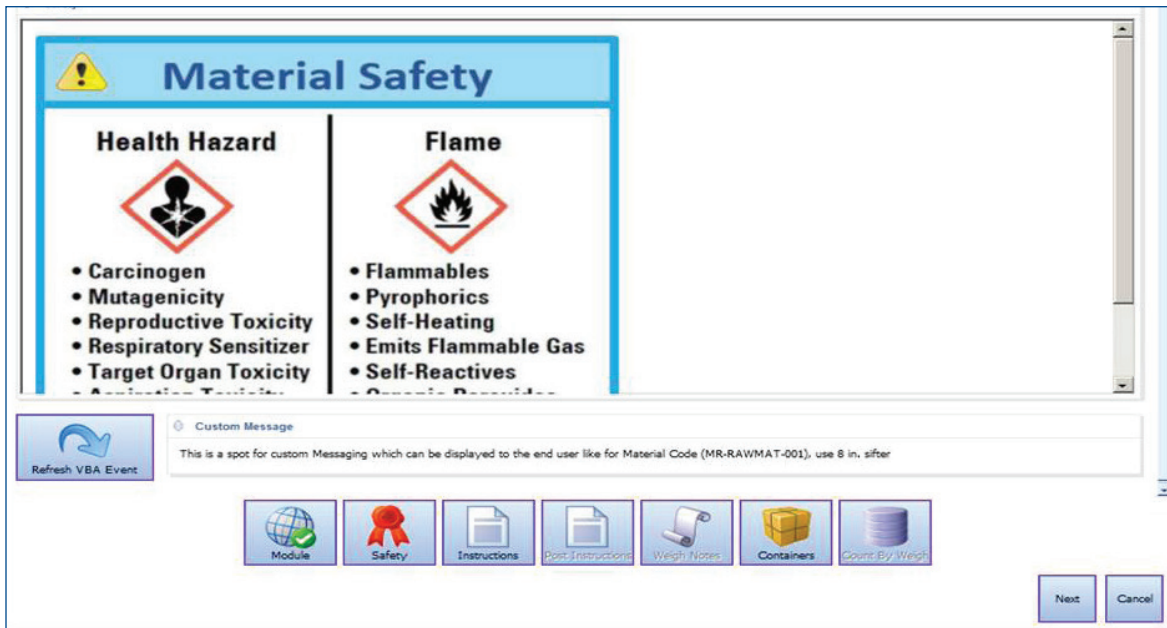 Material Safety
Health Hazard
• Carcinogen
• Mutagenicity
• Reproductive Toxicity
• Respiratory Sensitizer
• Target Organ Toxicity
Flame
• Flammables
• Pyrophorics
• Self-Heating
• Emits Flammable Gas
• Self-Reactives
Refresh VBA Event
Custom Message
This is a spot for custom Messaging which can be displayed to the end user like for Material Code (MR-RAWMAT-001), use 8 in. sifter
Module
Safety
Instructions
Post Instructions
Weigh Notes
Containers
Count By Weigh
Next
Cancel